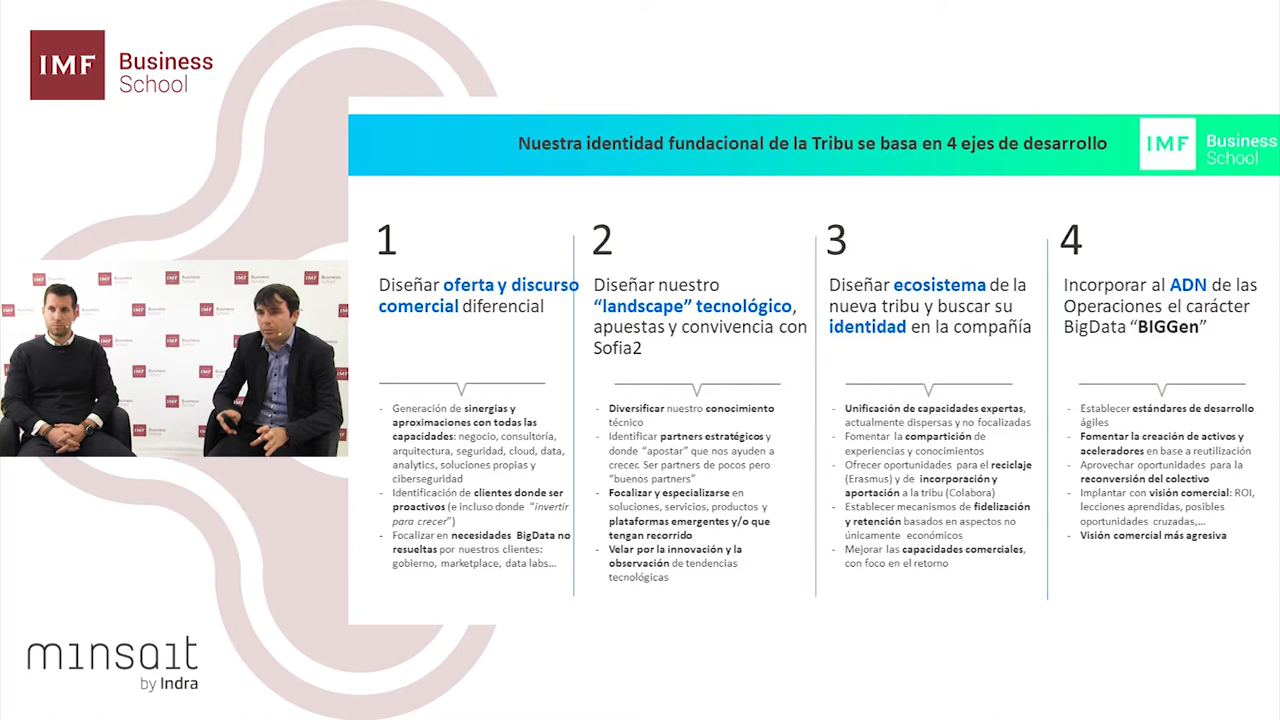 IMF Business
School
Nuestra identidad fundacional de la Tribu se basa en 4 ejes de desarrollo
IMF Business
School
1
Diseñar oferta y discurso
comercial diferencial
- Generación de sinergias y
aproximaciones con todas las
capacidades: negocio, consultoría,
arquitectura, seguridad, cloud, data,
analytics, soluciones propias y
ciberseguridad
- Identificación de clientes donde ser
proactivos (e incluso donde “invertir
para crecer”)
- Focalizar en necesidades BigData no
resueltas por nuestros clientes:
gobierno, marketplace, data labs…
2
Diseñar nuestro
“landscape” tecnológico,
apuestas y convivencia con
Sofia2
- Diversificar nuestro conocimiento
técnico
- Identificar partners estratégicos y
donde “apostar” que nos ayuden a
crecer. Ser partners de pocos pero
“buenos partners”
- Focalizar y especializarse en
soluciones, servicios, productos y
plataformas emergentes y/o que
tengan recorrido
- Velar por la innovación y la
observación de tendencias
tecnológicas
3
Diseñar ecosistema de la
nueva tribu y buscar su
identidad en la compañía
- Unificación de capacidades expertas,
actualmente dispersas y no focalizadas
- Fomentar la compartición de
experiencias y conocimientos
- Ofrecer oportunidades para el reciclaje
(Erasmus) y de incorporación y
aportación a la tribu (Colabora)
- Establecer mecanismos de fidelización
y retención basados en aspectos no
únicamente económicos
- Mejorar las capacidades comerciales,
con foco en el retorno
4
Incorporar al ADN de las
Operaciones el carácter
BigData “BIGGen”
- Establecer estándares de desarrollo
ágiles
- Fomentar la creación de activos y
aceleradores en base a reutilización
- Aprovechar oportunidades para la
reconversión del colectivo
- Implantar con visión comercial: ROI,
lecciones aprendidas, posibles
oportunidades cruzadas,…
- Visión comercial más agresiva
minsait
by Indra